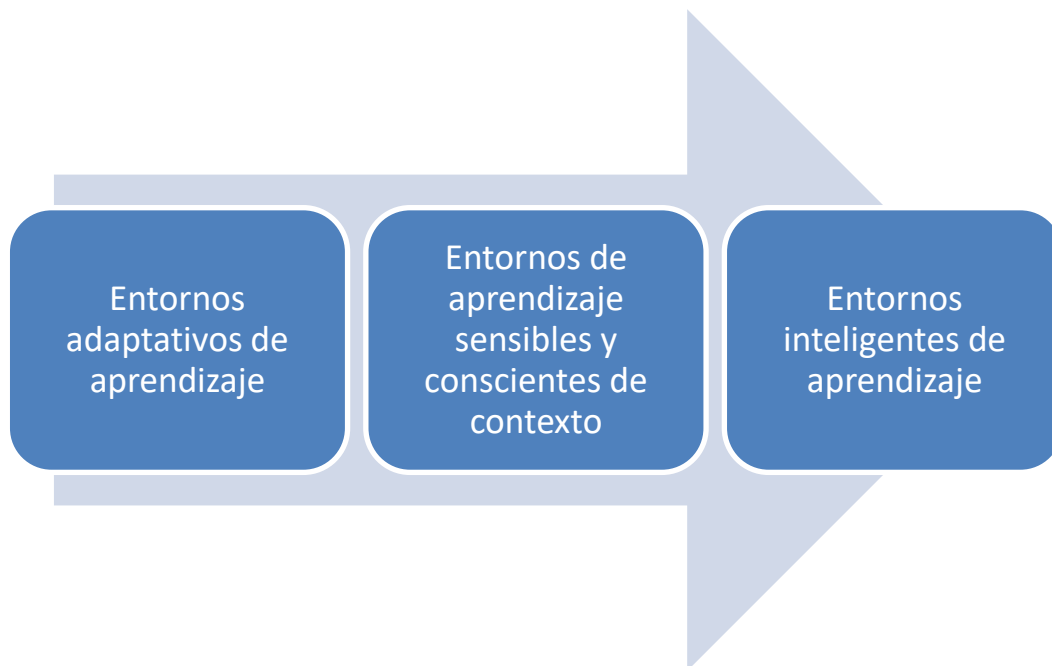 Entornos
adaptativos de
aprendizaje
Entornos de
aprendizaje
sensibles y
conscientes de
contexto
Entornos
inteligentes de
aprendizaje